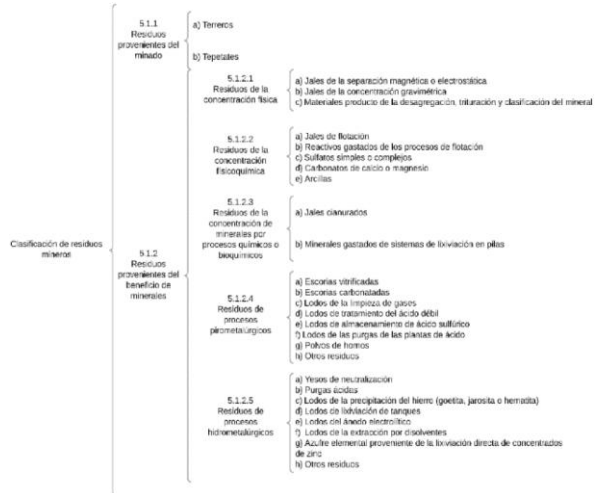 Clasificación de residuos
mineros
5.1.1
Residuos
provenientes del
minado
a) Terreros
b) Tepetates
5.1.2
Residuos
provenientes del
beneficio de
minerales
5.1.2.1
Residuos de la
concentración física
a) Jales de la separación magnética o electrostática
b) Jales de la concentración gravimétrica
c) Materiales producto de la desagregación, trituración y clasificación del mineral
5.1.2.2
Residuos de la
concentración
fisicoquímica
a) Jales de flotación
b) Reactivos gastados de los procesos de flotación
c) Sulfatos simples o complejos
d) Carbonatos de calcio o magnesio
e) Arcillas
5.1.2.3
Residuos de la
concentración de
minerales por
procesos químicos o
bioquímicos
a) Jales cianurados
b) Minerales gastados de sistemas de lixiviación en pilas
5.1.2.4
Residuos de
procesos
pirometalúrgicos
a) Escorias vitrificadas
b) Escorias carbonatadas
c) Lodos de la limpieza de gases
d) Lodos de tratamiento del ácido débil
e) Lodos de almacenamiento de ácido sulfúrico
f) Lodos de las purgas de las plantas de ácido
g) Polvos de hornos
h) Otros residuos
5.1.2.5
Residuos de
procesos
hidrometalúrgicos
a) Yesos de neutralización
b) Purgas ácidas
c) Lodos de la precipitación del hierro (goetita, jarosita o hematita)
d) Lodos de lixiviación de tanques
e) Lodos del ánodo electrolítico
f) Lodos de la extracción por disolventes
g) Azufre elemental proveniente de la lixiviación directa de concentrados
de zinc
h) Otros residuos